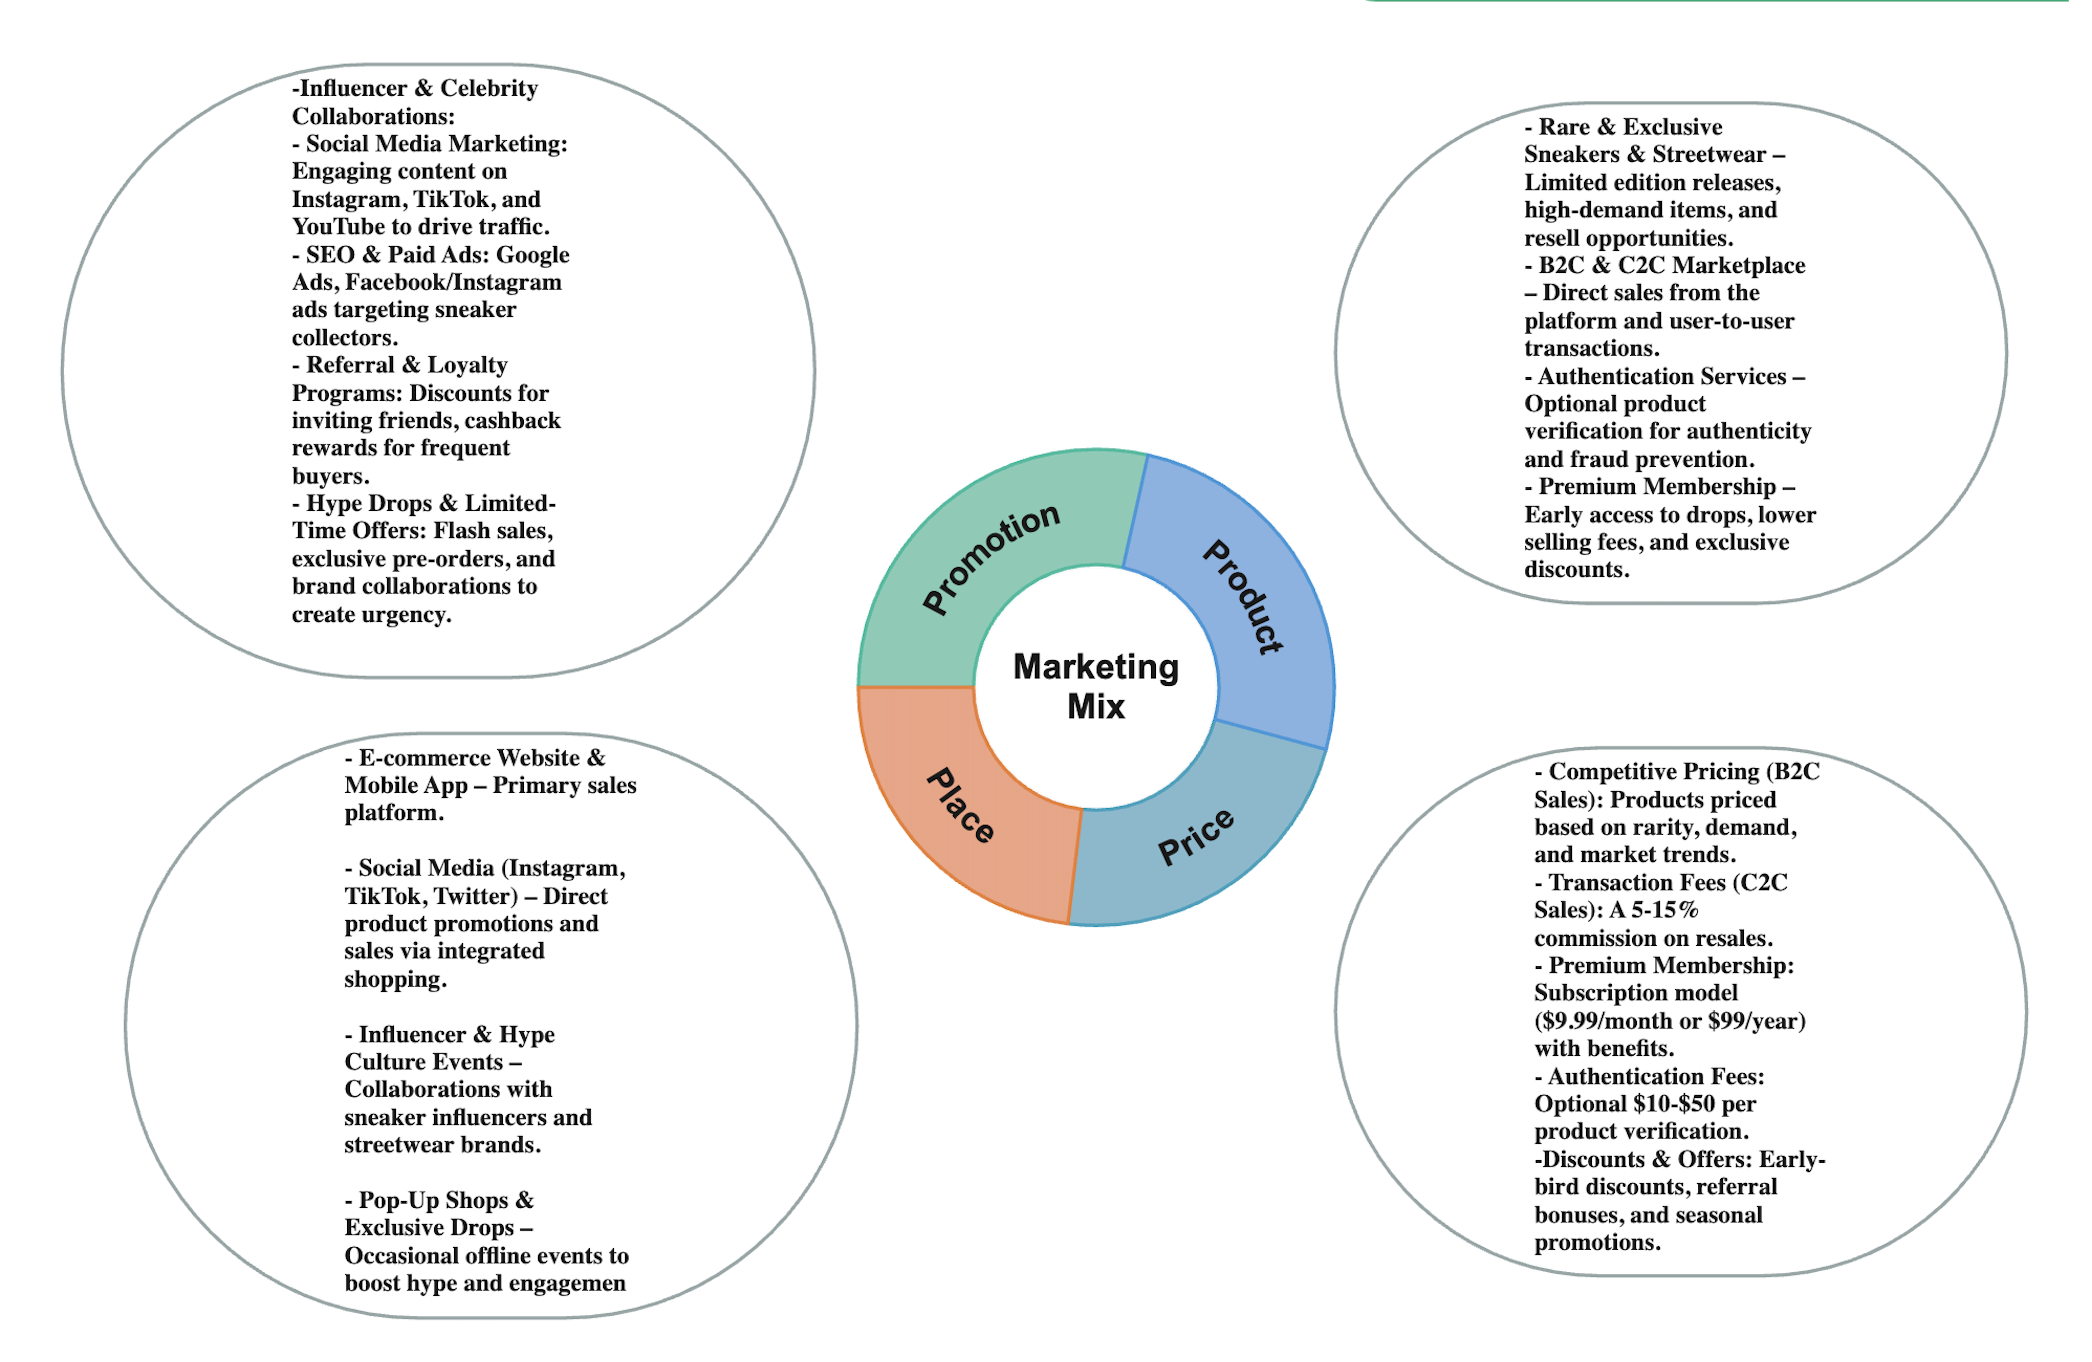 -Influencer & Celebrity
Collaborations:
- Social Media Marketing:
Engaging content on
Instagram, TikTok, and
YouTube to drive traffic.
- SEO & Paid Ads: Google
Ads, Facebook/Instagram
ads targeting sneaker
collectors.
- Referral & Loyalty
Programs: Discounts for
inviting friends, cashback
rewards for frequent
buyers.
- Hype Drops & Limited-
Time Offers: Flash sales,
exclusive pre-orders, and
brand collaborations to
create urgency.
- Rare & Exclusive
Sneakers & Streetwear –
Limited edition releases,
high-demand items, and
resell opportunities.
- B2C & C2C Marketplace
– Direct sales from the
platform and user-to-user
transactions.
- Authentication Services –
Optional product
verification for authenticity
and fraud prevention.
- Premium Membership –
Early access to drops, lower
selling fees, and exclusive
discounts.
Promotion
Product
Marketing
Mix
Place
Price
- E-commerce Website &
Mobile App – Primary sales
platform.
- Social Media (Instagram,
TikTok, Twitter) – Direct
product promotions and
sales via integrated
shopping.
- Influencer & Hype
Culture Events –
Collaborations with
sneaker influencers and
streetwear brands.
- Pop-Up Shops &
Exclusive Drops –
Occasional offline events to
boost hype and engagemen
- Competitive Pricing (B2C
Sales): Products priced
based on rarity, demand,
and market trends.
- Transaction Fees (C2C
Sales): A 5-15%
commission on resales.
- Premium Membership:
Subscription model
($9.99/month or $99/year)
with benefits.
- Authentication Fees:
Optional $10-$50 per
product verification.
-Discounts & Offers: Early-
bird discounts, referral
bonuses, and seasonal
promotions.